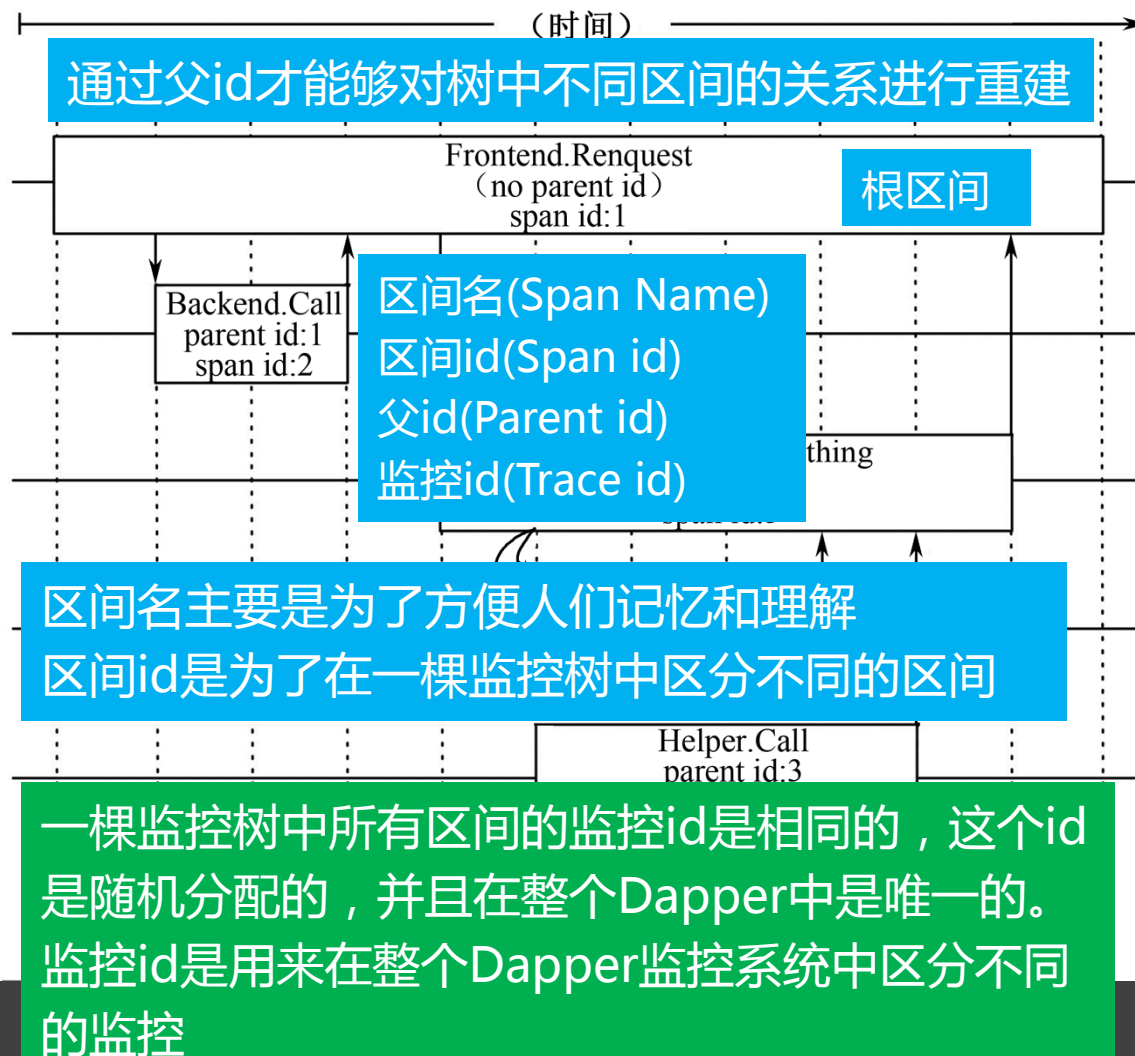 （时间）
通过父id才能够对树中不同区间的关系进行重建
Frontend.Renquest
（no parent id）
span id:1
根区间
Backend.Call
parent id:1
span id:2
区间名(Span Name)
区间id(Span id)
父id(Parent id)
监控id(Trace id)
thing
区间名主要是为了方便人们记忆和理解
区间id是为了在一棵监控树中区分不同的区间
Helper.Call
parent id:3
一棵监控树中所有区间的监控id是相同的，这个id
是随机分配的，并且在整个Dapper中是唯一的。
监控id是用来在整个Dapper监控系统中区分不同
的监控